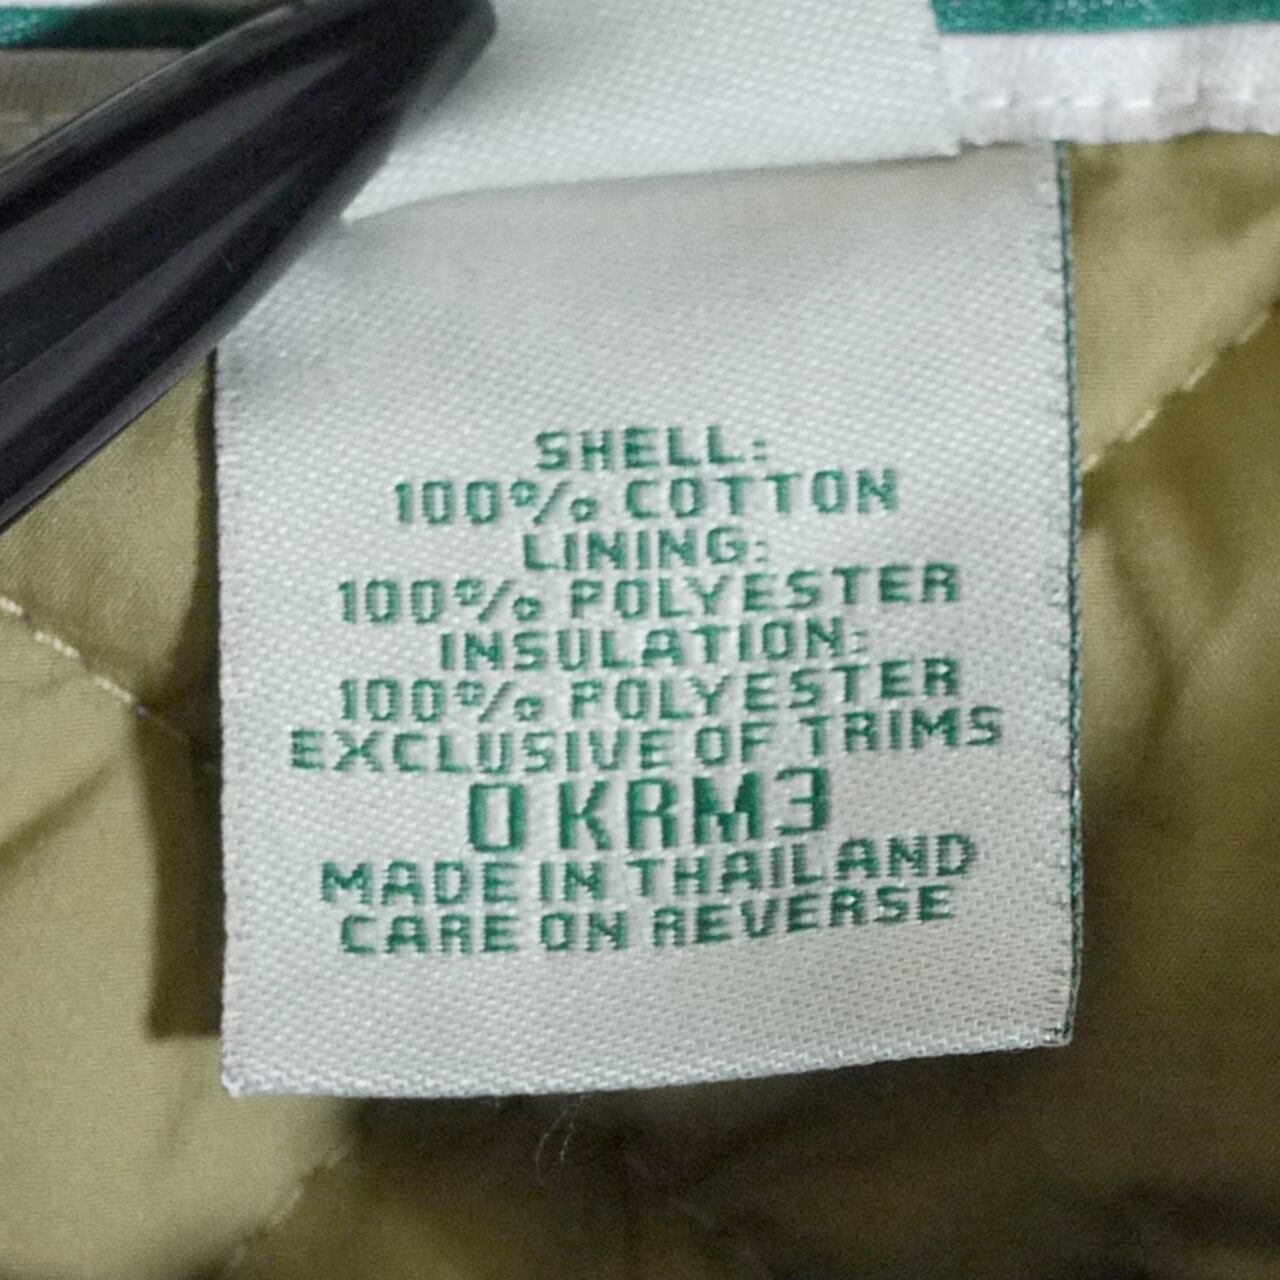 SHELL:
100% COTTON
LINING:
100% POLYESTER
INSULATION:
100% POLYESTER
EXCLUSIVE OF TRIMS
0 KRM3
MADE IN THAILAND
CARE ON REVERSE